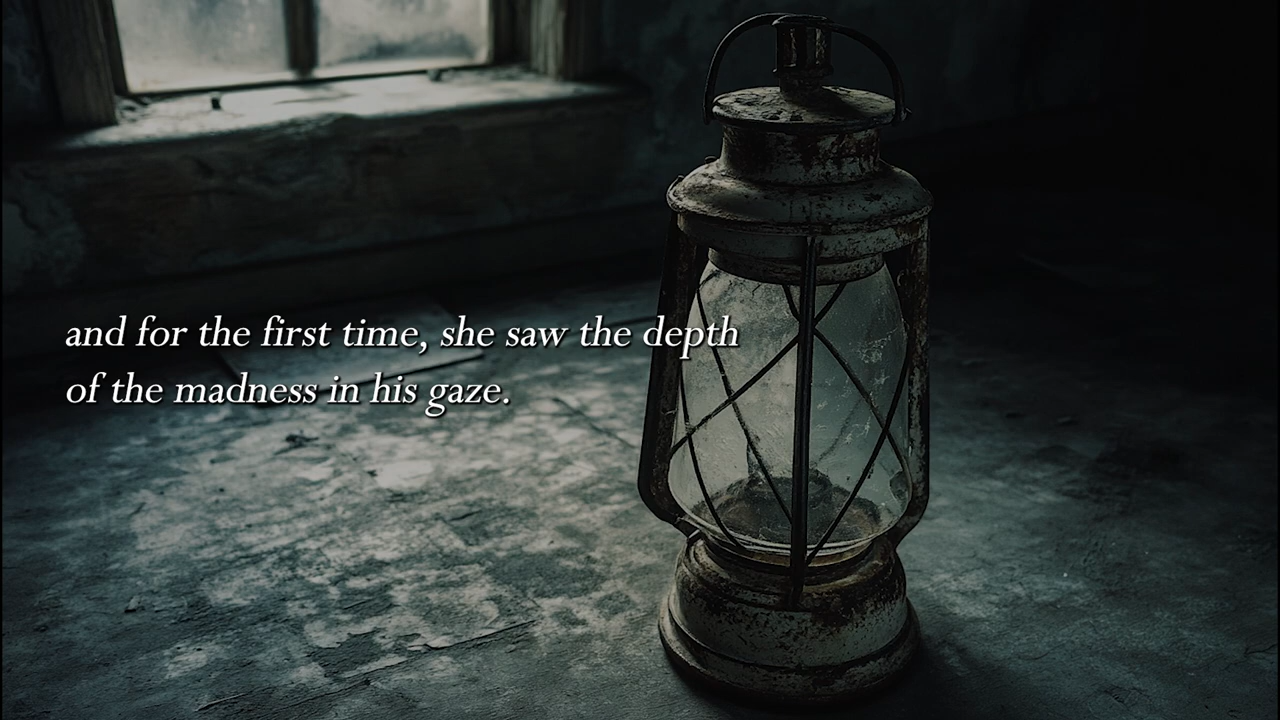 and for the first time, she saw the depth
of the madness in his gaze.